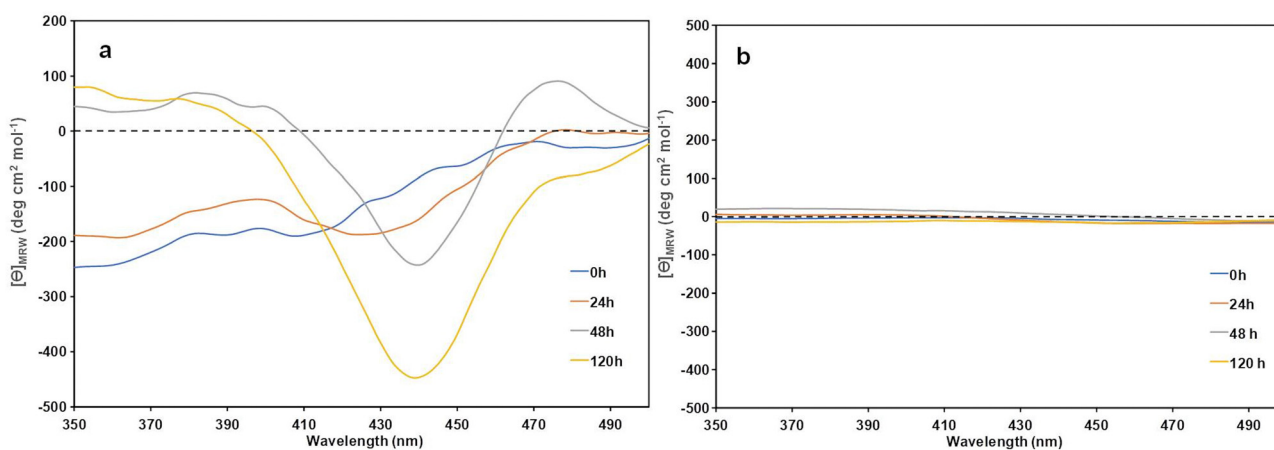 a
200
100
0
-100
-200
-300
-400
-500
[Θ]MRW (deg cm² mol⁻¹)
0h
24h
48h
120h
350 370 390 410 430 450 470 490
Wavelength (nm)
b
500
400
300
200
100
0
-100
-200
-300
-400
-500
[Θ]MRW (deg cm² mol⁻¹)
0h
24h
48 h
120 h
350 370 390 410 430 450 470 490
Wavelength (nm)